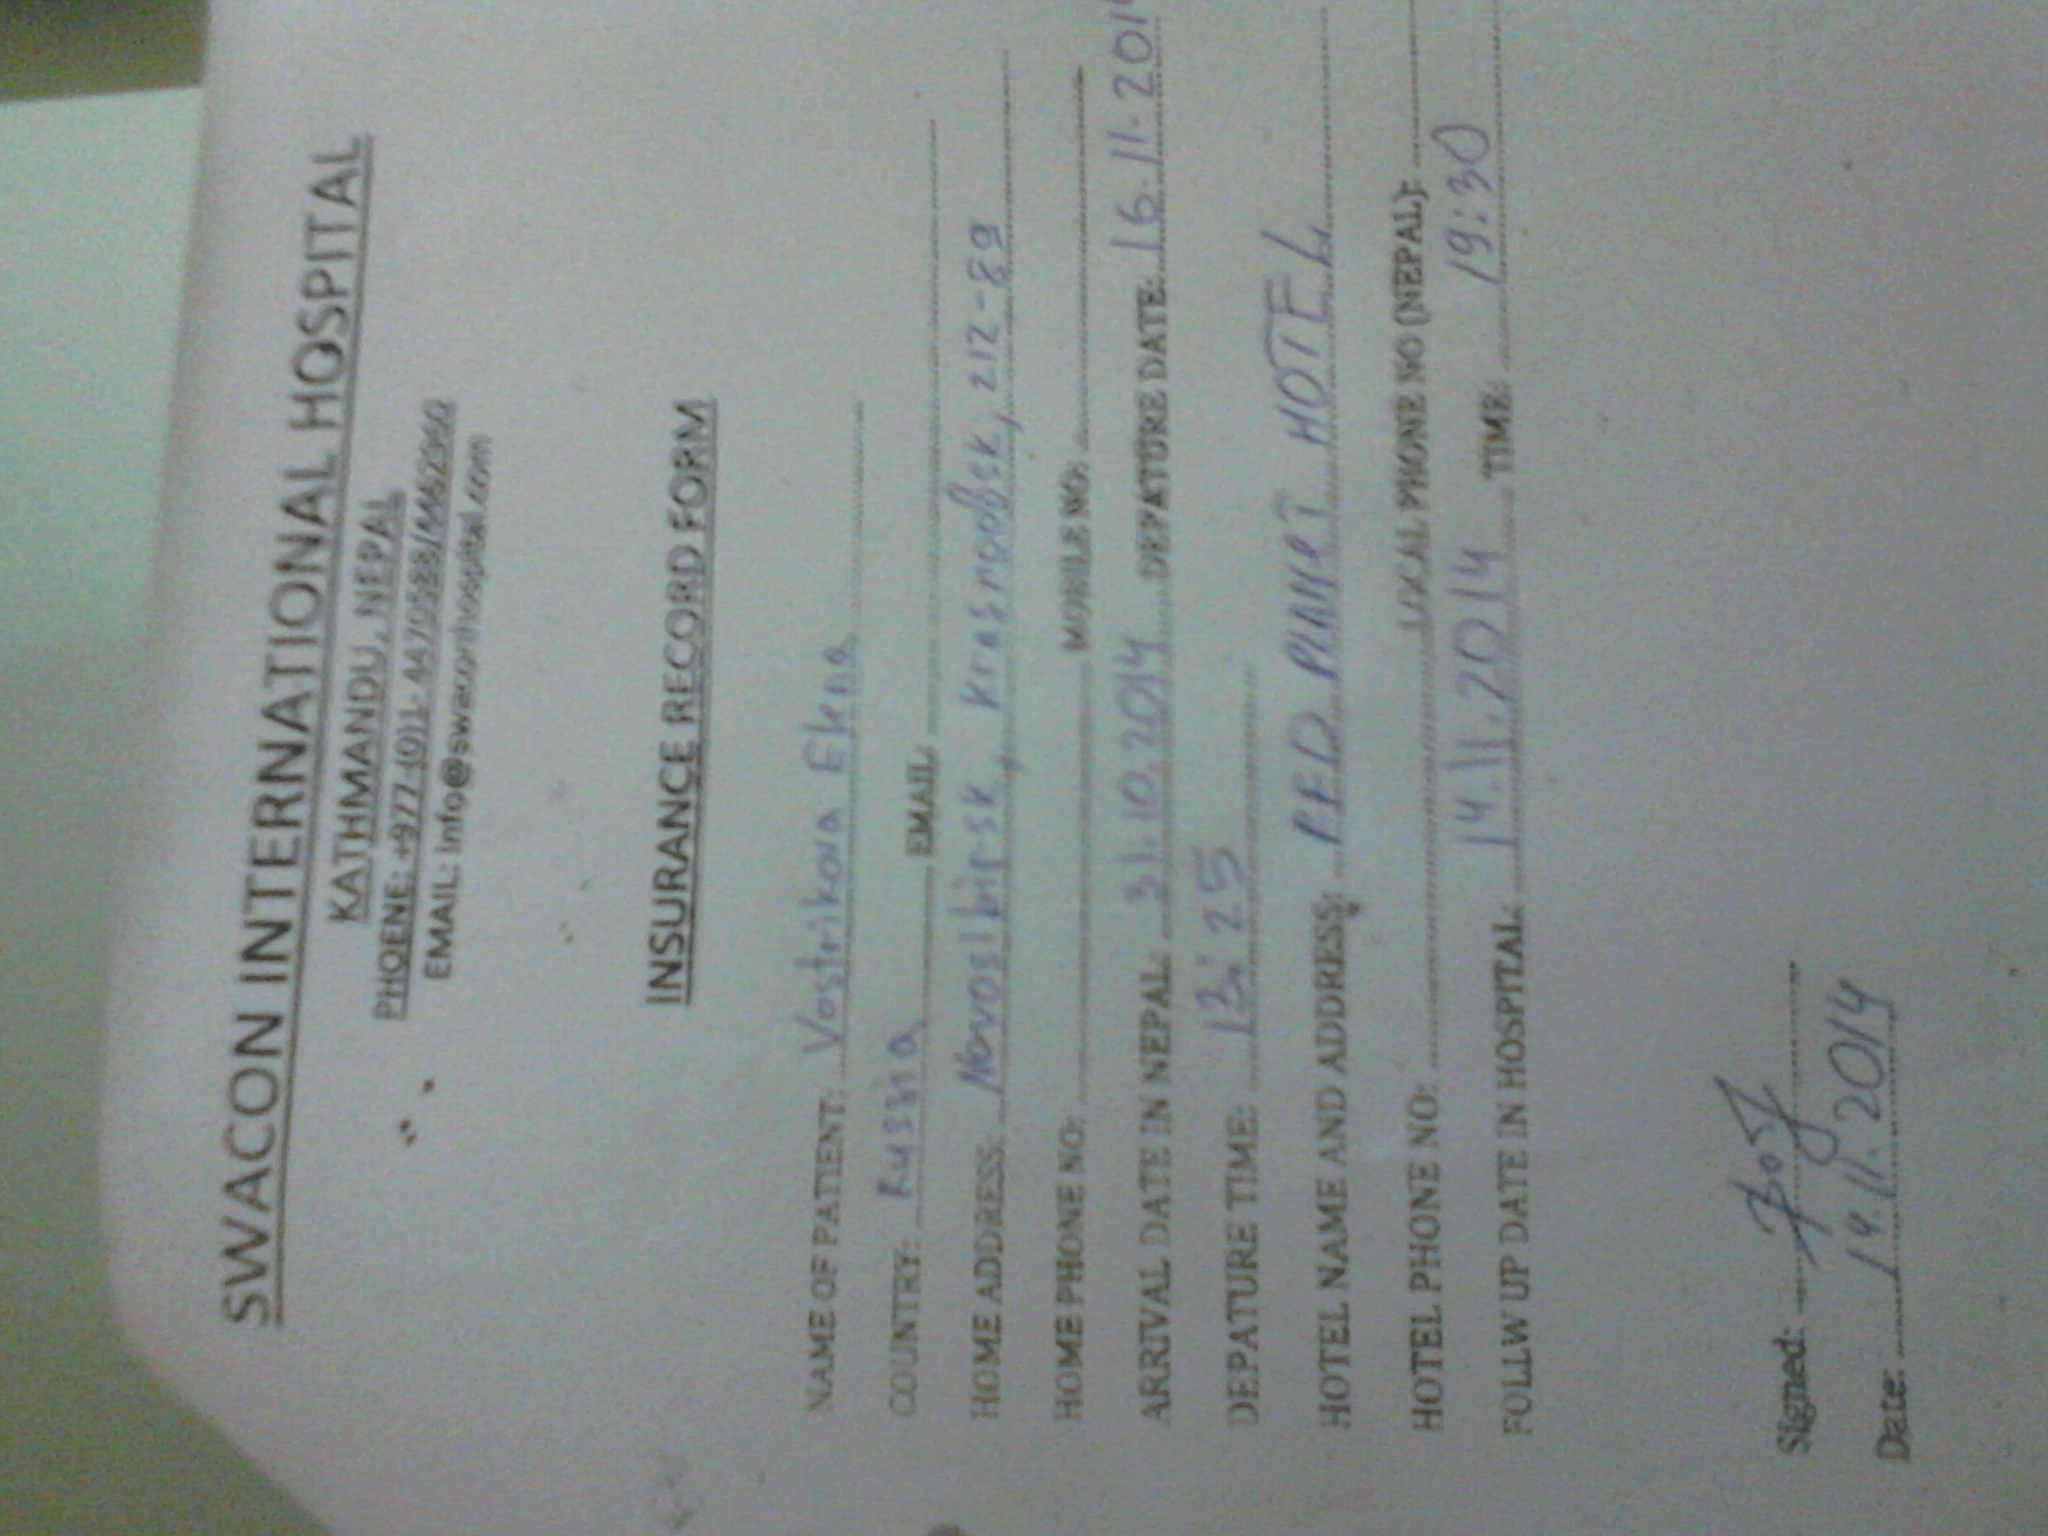 SWACON INTERNATIONAL HOSPITAL
KATHMANDU, NEPAL
PHOENE: +977-(0)1- 4470588/4462960
EMAIL: info@swaconhospital.com
INSURANCE RECORD FORM
NAME OF PATIENT: Vostrikova Elena
COUNTRY: Russia EMAIL:
HOME ADDRESS: Novosibirsk, 212-89
HOME PHONE NO: MOBILE NO:
ARRIVAL DATE IN NEPAL: 31.10.2014 DEPATURE DATE: 16.11.2014
DEPATURE TIME: 13:25
HOTEL NAME AND ADDRESS: RED PLANET HOTEL
HOTEL PHONE NO: LOCAL PHONE NO (NEPAL):
FOLLW UP DATE IN HOSPITAL: 14.11.2014 TIME: 19:30
Signed:
Date: 14.11.2014